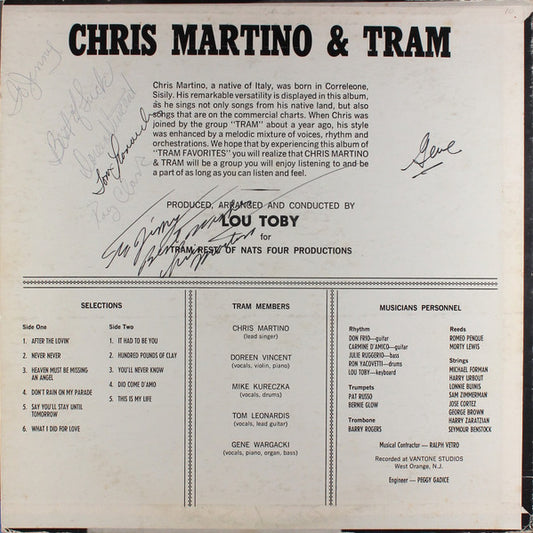 CHRIS MARTINO & TRAM
To Jimmy
Best of Luck
Doreen Vincent
Tom Leonardis
Gene
Chris Martino, a native of Italy, was born in Correleone,
Sisily. His remarkable versatility is displayed in this album,
as he sings not only songs from his native land, but also
songs that are on the commercial charts. When Chris was
joined by the group "TRAM" about a year ago, his style
was enhanced by a melodic mixture of voices, rhythm and
orchestrations. We hope that by experiencing this album of
"TRAM FAVORITES" you will realize that CHRIS MARTINO
& TRAM will be a group you will enjoy listening to and be
a part of as long as you can listen and feel.
PRODUCED, ARRANGED AND CONDUCTED BY
LOU TOBY
for
TRAM REST. OF NATS FOUR PRODUCTIONS
To Jimmy
Best
Chris
Martino
SELECTIONS
Side One
1. AFTER THE LOVIN'
2. NEVER NEVER
3. HEAVEN MUST BE MISSING
AN ANGEL
4. DON'T RAIN ON MY PARADE
5. SAY YOU'LL STAY UNTIL
TOMORROW
6. WHAT I DID FOR LOVE
Side Two
1. IT HAD TO BE YOU
2. HUNDRED POUNDS OF CLAY
3. YOU'LL NEVER KNOW
4. DIO COME D'AMO
5. THIS IS MY LIFE
TRAM MEMBERS
CHRIS MARTINO
(lead singer)
DOREEN VINCENT
(vocals, violin, piano)
MIKE KURECZKA
(vocals, drums)
TOM LEONARDIS
(vocals, lead guitar)
GENE WARGACKI
(vocals, piano, organ, bass)
MUSICIANS PERSONNEL
Rhythm
DON FRIO—guitar
CARMINE D'AMICO—guitar
JULIE RUGGERIO—bass
RON YACOVETTI—drums
LOU TOBY—keyboard
Trumpets
PAT RUSSO
BERNIE GLOW
Trombone
BARRY ROGERS
Reeds
ROMEO PENQUE
MORTY LEWIS
Strings
MICHAEL FORMAN
HARRY URBOUT
LONNIE BUINIS
SAM ZIMMERMAN
JOSE CORTEZ
GEORGE BROWN
HARRY ZARATZIAN
SEYMOUR BENSTOCK
Musical Contractor — RALPH VETRO
Recorded at VANTONE STUDIOS
West Orange, N.J.
Engineer — PEGGY GADICE